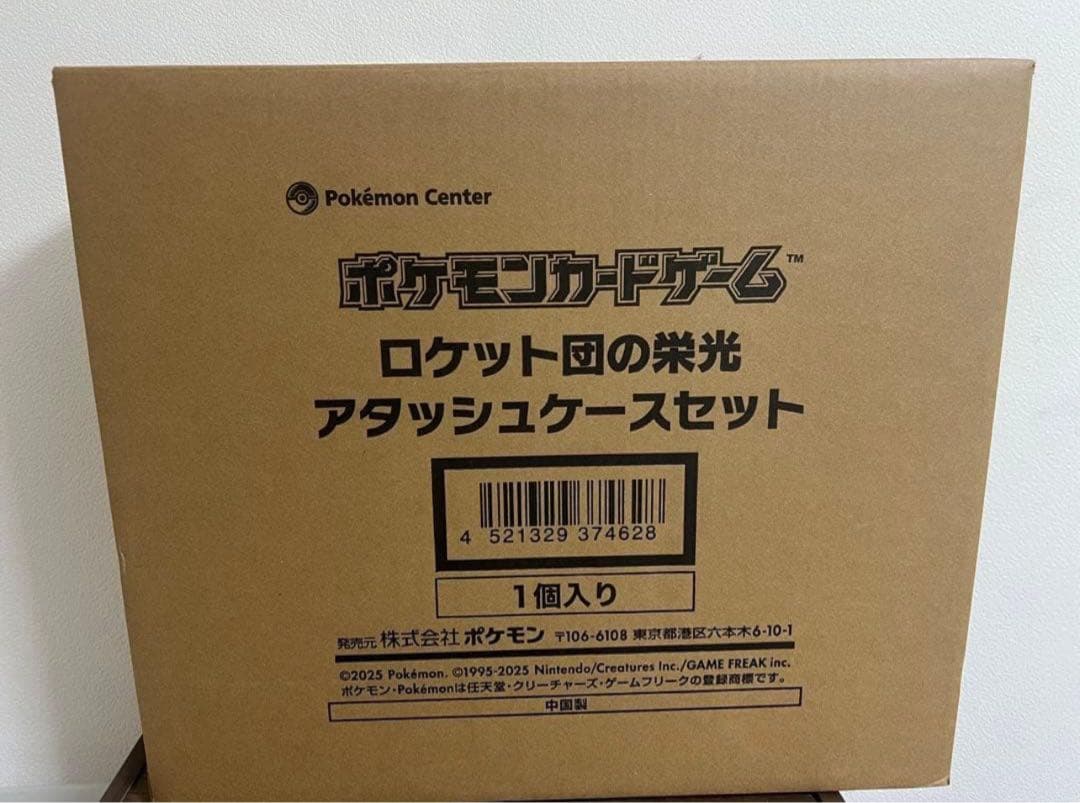 Pokémon Center
ポケモンカードゲーム™
ロケット団の栄光
アタッシュケースセット
4 521329 374628
1個入り
発売元 株式会社 ポケモン 〒106-6108 東京都港区六本木6-10-1
©2025 Pokémon. ©1995-2025 Nintendo/Creatures Inc./GAME FREAK inc.
ポケモン・Pokémonは任天堂・クリーチャーズ・ゲームフリークの登録商標です。
中国製